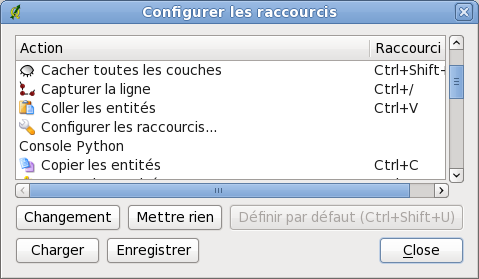 Configurer les raccourcis
Action Raccourci
Cacher toutes les couches Ctrl+Shift+
Capturer la ligne Ctrl+/
Coller les entités Ctrl+V
Configurer les raccourcis...
Console Python
Copier les entités Ctrl+C
Changement Mettre rien Définir par défaut (Ctrl+Shift+U)
Charger Enregistrer Close